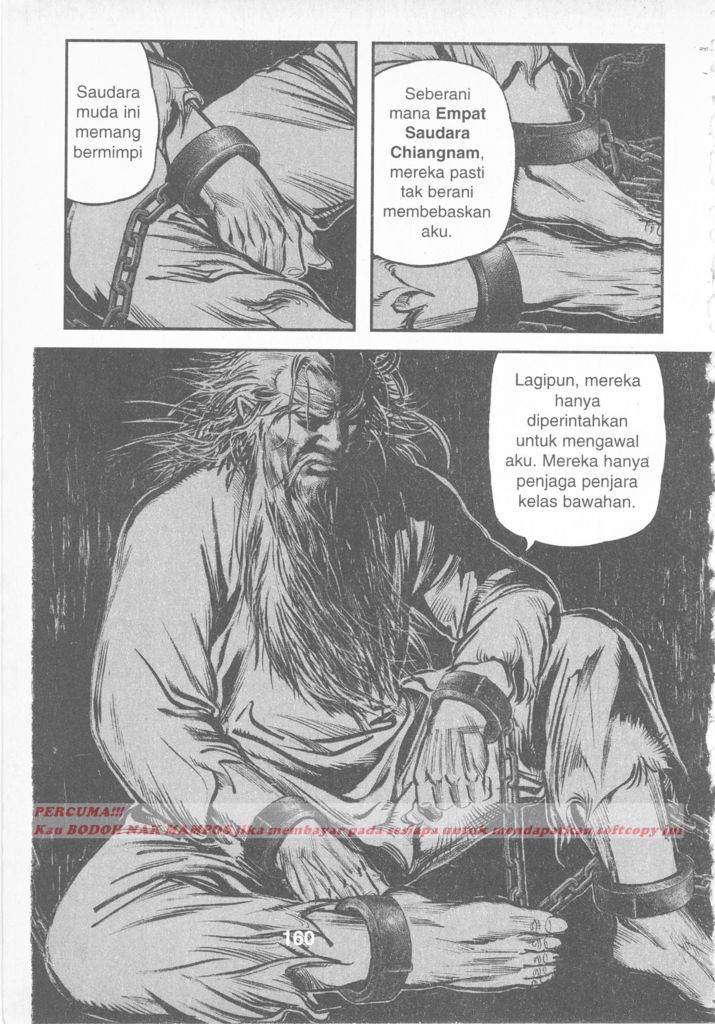 Saudara
muda ini
memang
bermimpi
Seberani
mana Empat
Saudara
Chiangnam,
mereka pasti
tak berani
membebaskan
aku.
Lagipun, mereka
hanya
diperintahkan
untuk mengawal
aku. Mereka hanya
penjaga penjara
kelas bawahan.
PERCUMA!!!
Kau BODOH NAK MAMPOS jika membayar pada sesiapa untuk mendapatkan softcopy ini
160